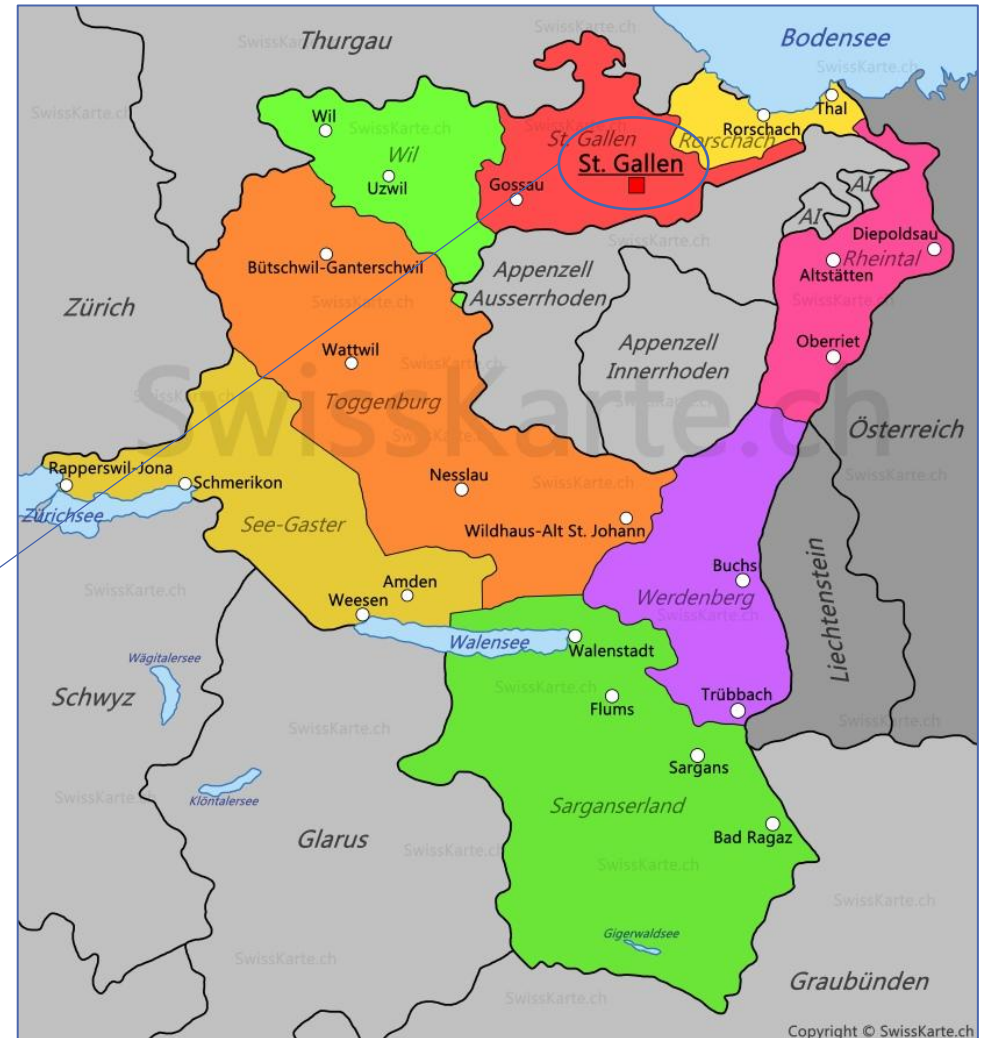 Thurgau
Bodensee
Wil
Wil
Uzwil
St. Gallen
St. Gallen
Gossau
Rorschach
Rorschach
Thal
AI
AI
Diepoldsau
Rheintal
Altstätten
Oberriet
Bütschwil-Ganterschwil
Appenzell
Ausserrhoden
Appenzell
Innerrhoden
Zürich
Wattwil
Toggenburg
SwissKarte.ch
Österreich
Rapperswil-Jona
Schmerikon
Zürichsee
See-Gaster
Nesslau
Wildhaus-Alt St. Johann
Amden
Weesen
Buchs
Werdenberg
Liechtenstein
Walensee
Walenstadt
Wägitalersee
Schwyz
Flums
Trübbach
Sargans
Klöntalersee
Sarganserland
Glarus
Bad Ragaz
Gigerwaldsee
Graubünden
Copyright © SwissKarte.ch